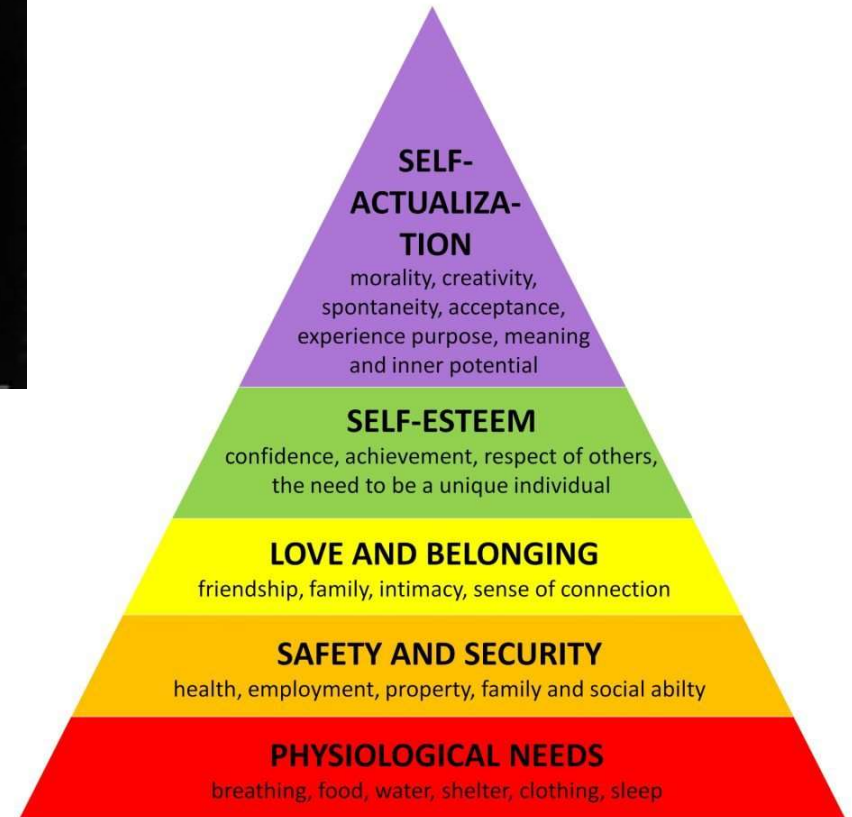 SELF-
ACTUALIZA-
TION
morality, creativity,
spontaneity, acceptance,
experience purpose, meaning
and inner potential
SELF-ESTEEM
confidence, achievement, respect of others,
the need to be a unique individual
LOVE AND BELONGING
friendship, family, intimacy, sense of connection
SAFETY AND SECURITY
health, employment, property, family and social abilty
PHYSIOLOGICAL NEEDS
breathing, food, water, shelter, clothing, sleep